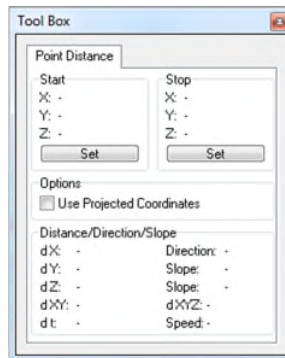 Tool Box
Point Distance
Start Stop
X: - X: -
Y: - Y: -
Z: - Z: -
Set Set
Options
Use Projected Coordinates
Distance/Direction/Slope
dX: - Direction: -
dY: - Slope: -
dZ: - Slope: -
dXY: - dXYZ: -
dt: - Speed: -